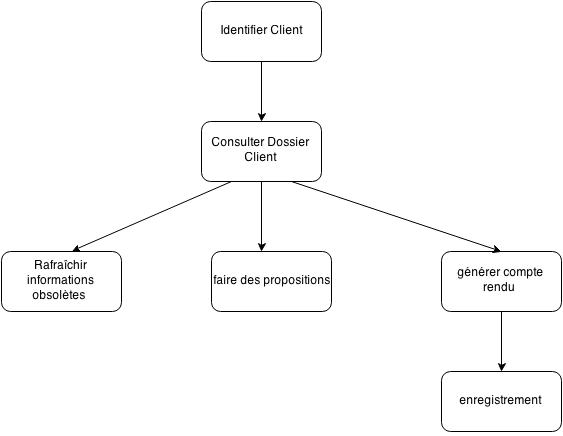 Identifier Client
Consulter Dossier
Client
Rafraîchir
informations
obsolètes
faire des propositions
générer compte
rendu
enregistrement